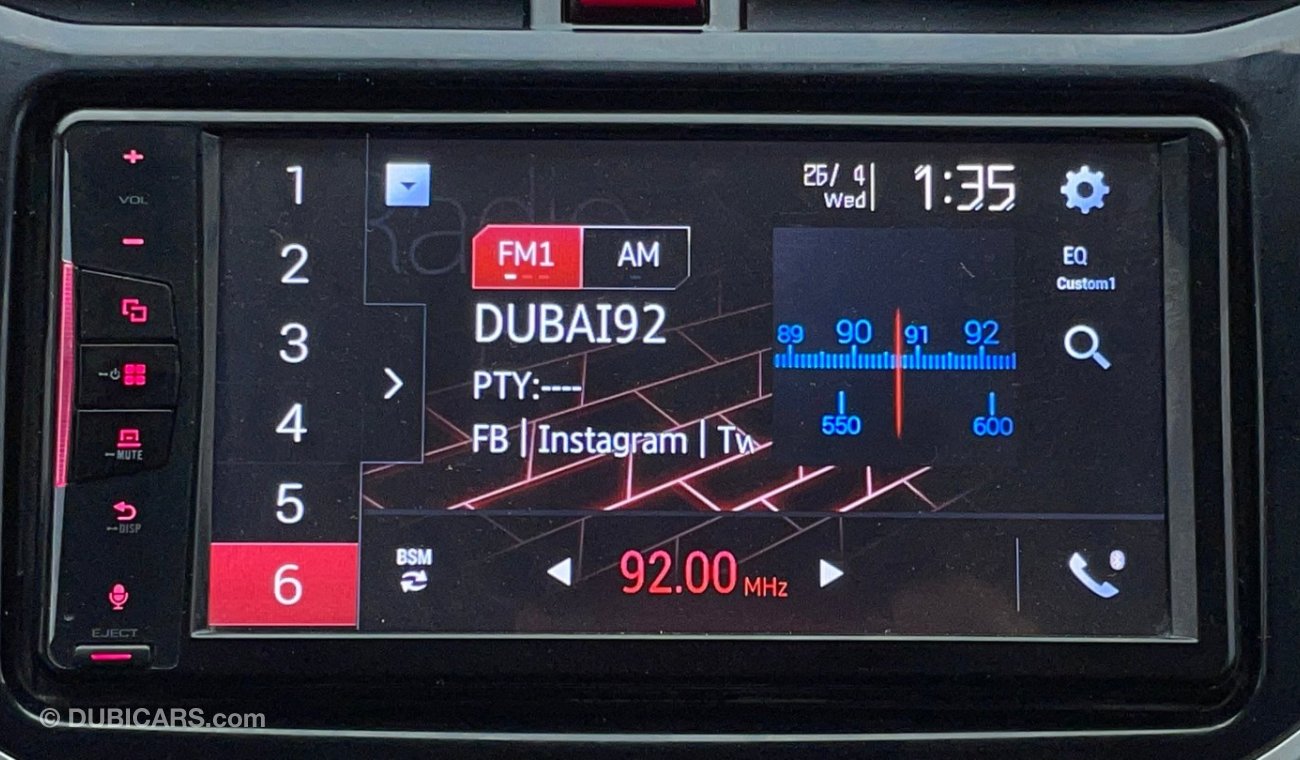 VOL
MUTE
DISP
EJECT
1
2
3
4
5
6
Radio
26/ 4
Wed
1:35
FM1
AM
EQ
Custom1
DUBAI92
PTY:----
FB | Instagram | Tw
89 90 91 92
550 600
BSM
92.00 MHz
© DUBICARS.com